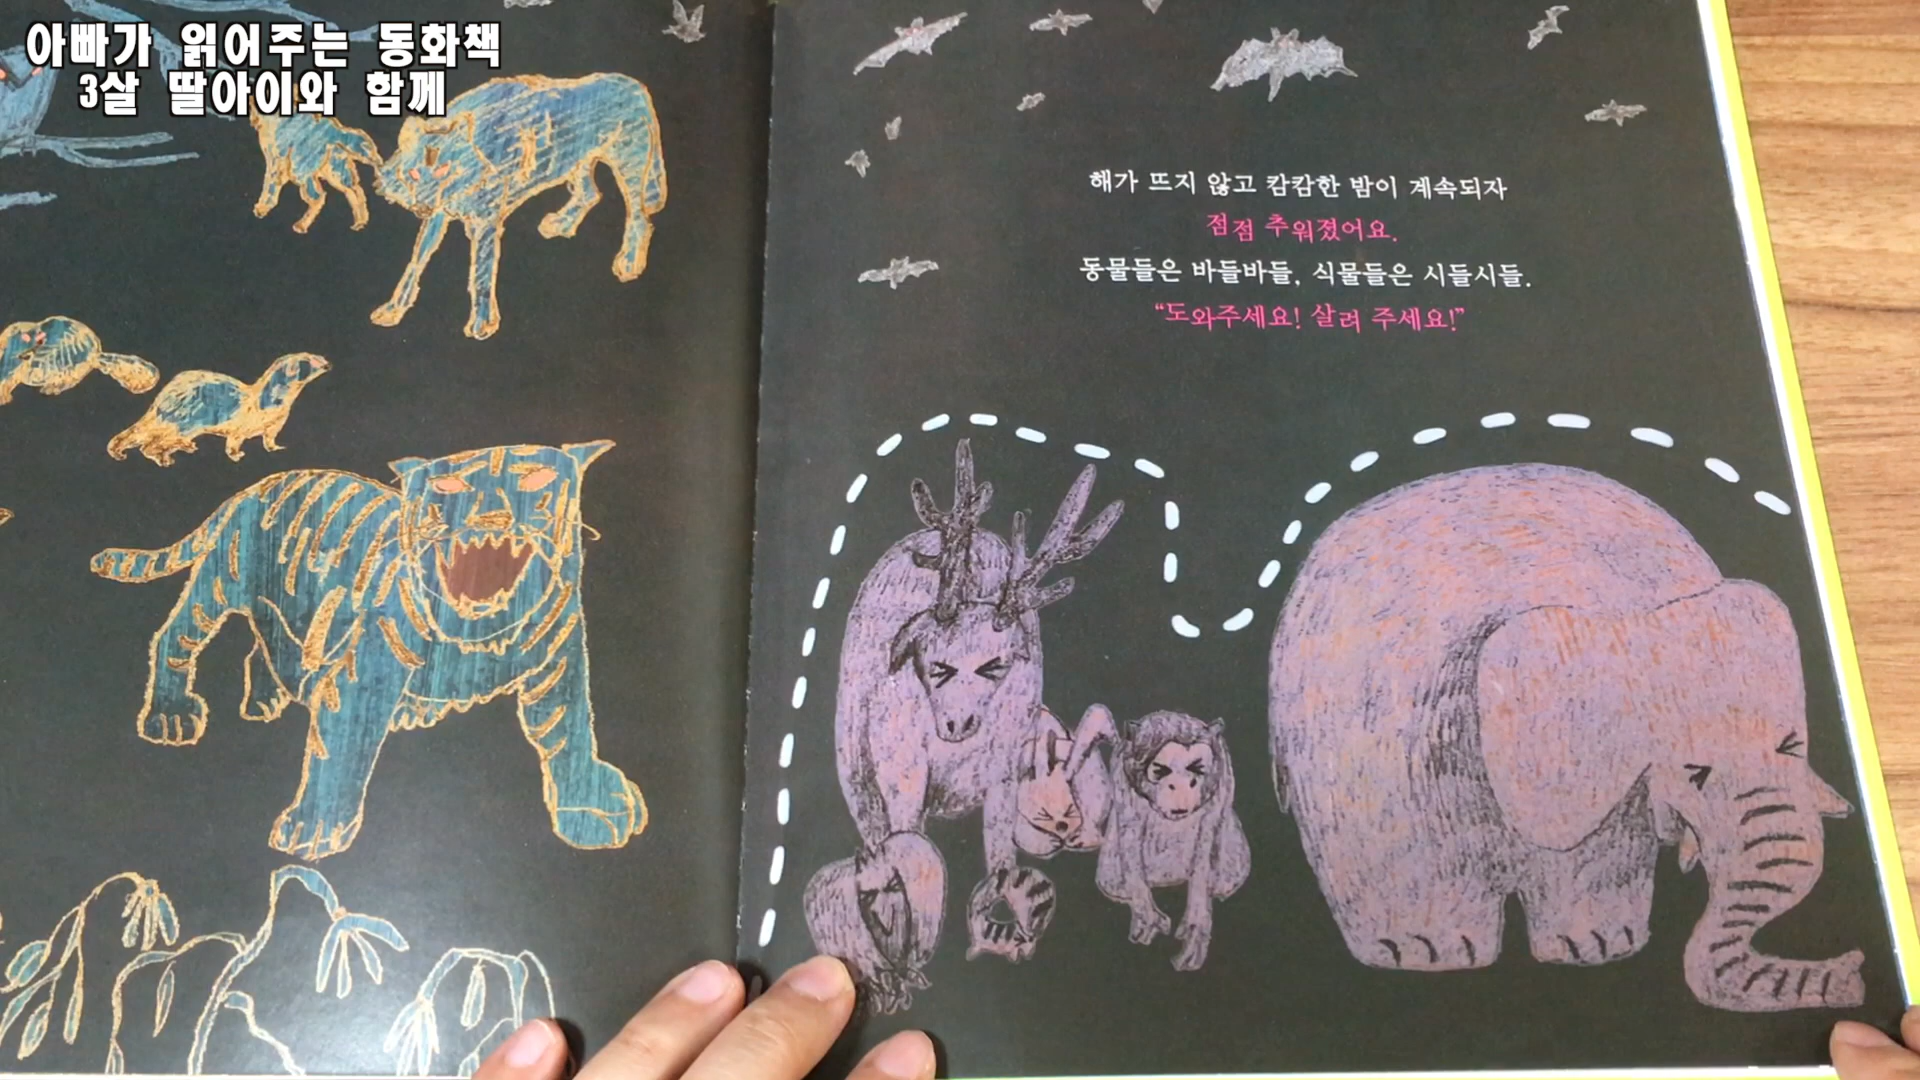 아빠가 읽어주는 동화책
3살 딸아이와 함께
해가 뜨지 않고 캄캄한 밤이 계속되자
점점 추워졌어요.
동물들은 바들바들, 식물들은 시들시들.
“도와주세요! 살려 주세요!”